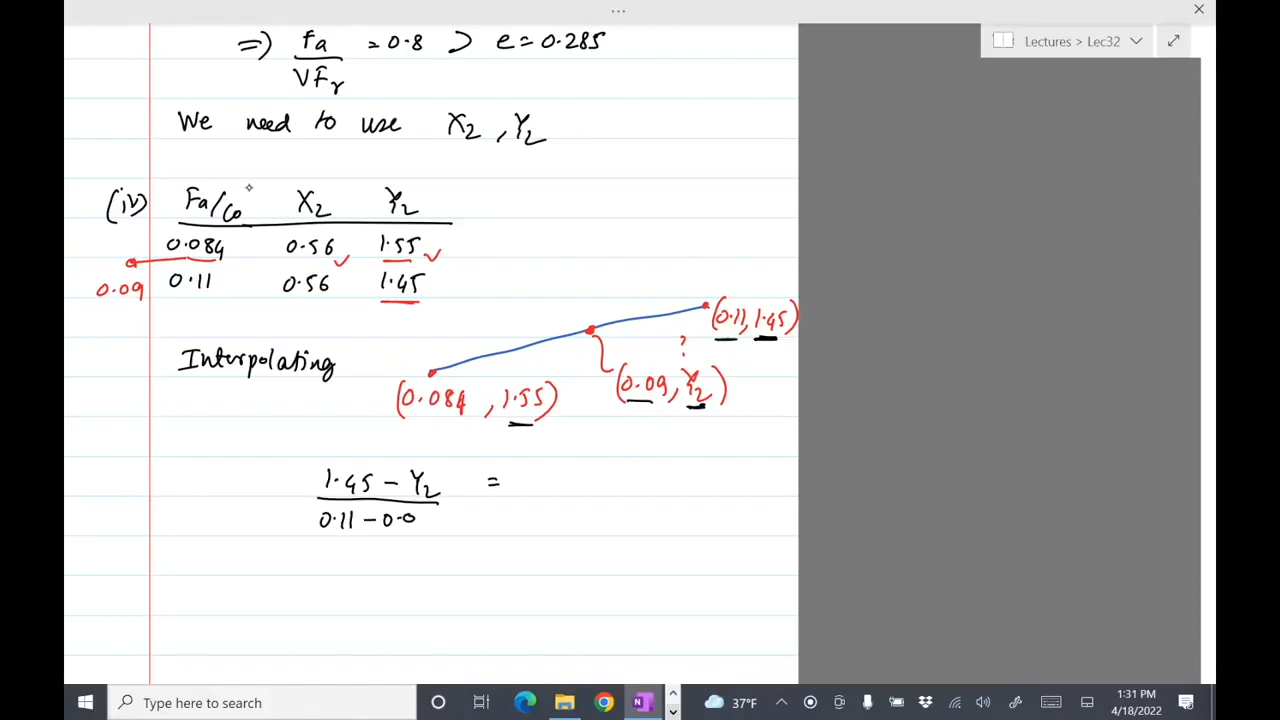 ...
Lectures > Lec32
=> Fa/VFr = 0.8 > e = 0.285
We need to use X2, Y2
(iv) Fa/Co X2 Y2
0.084 0.56 ✓ 1.55 ✓
0.09 0.11 0.56 1.45
(0.11, 1.45)
Interpolating
?
(0.084, 1.55) (0.09, Y2)
1.45 - Y2 =
0.11 - 0.0
Type here to search
37°F
1:31 PM
4/18/2022